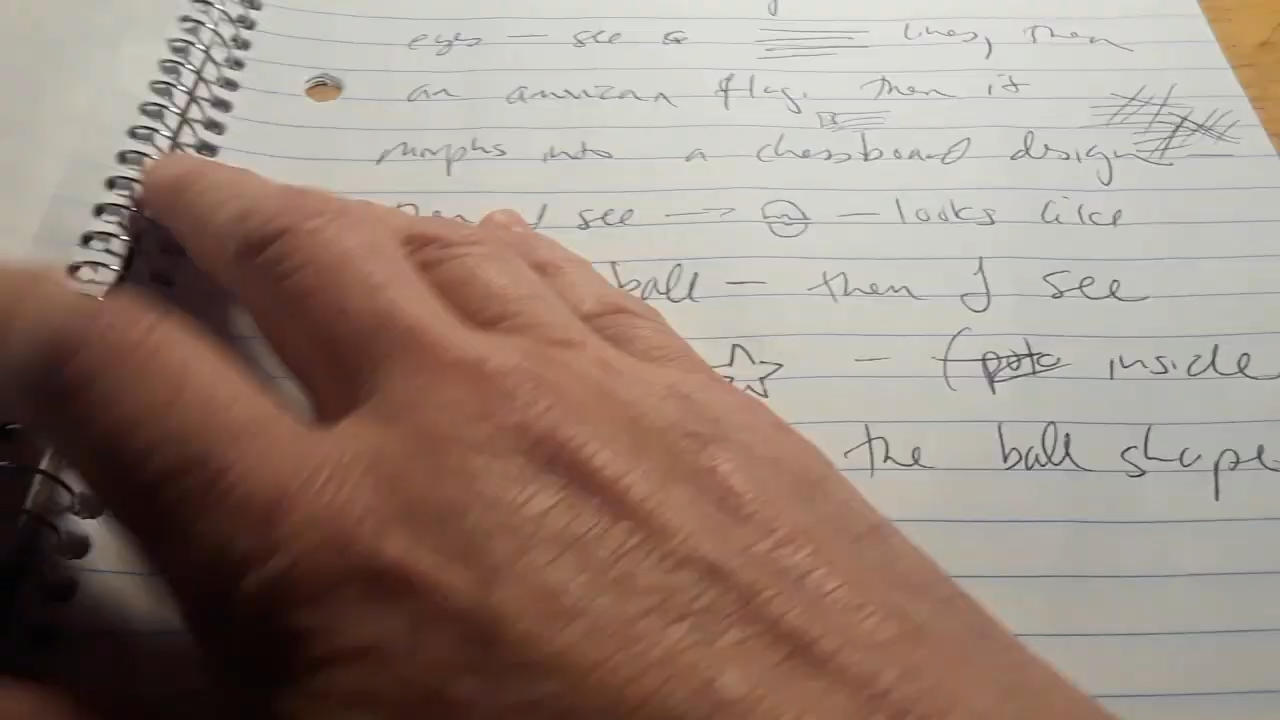 eyes — see a lines, then
an american flag. Then it
morphs into a chessboard design
Then I see → — looks like
ball — then I see
— ( inside
the ball shape